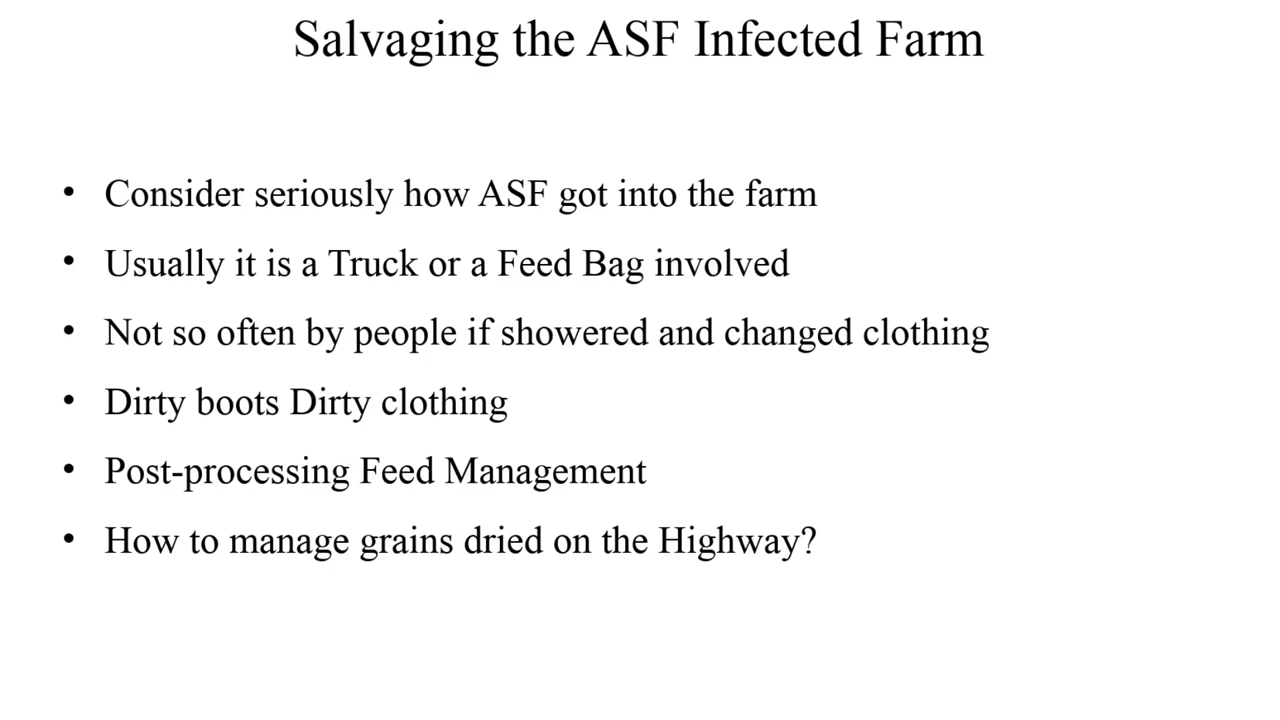 Salvaging the ASF Infected Farm
• Consider seriously how ASF got into the farm
• Usually it is a Truck or a Feed Bag involved
• Not so often by people if showered and changed clothing
• Dirty boots Dirty clothing
• Post-processing Feed Management
• How to manage grains dried on the Highway?